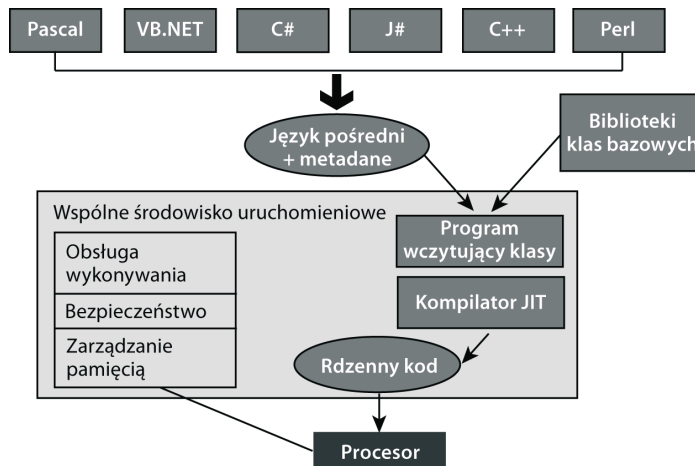 Pascal
VB.NET
C#
J#
C++
Perl
Język pośredni
+ metadane
Biblioteki
klas bazowych
Wspólne środowisko uruchomieniowe
Program
wczytujący klasy
Obsługa
wykonywania
Bezpieczeństwo
Zarządzanie
pamięcią
Kompilator JIT
Rdzenny kod
Procesor